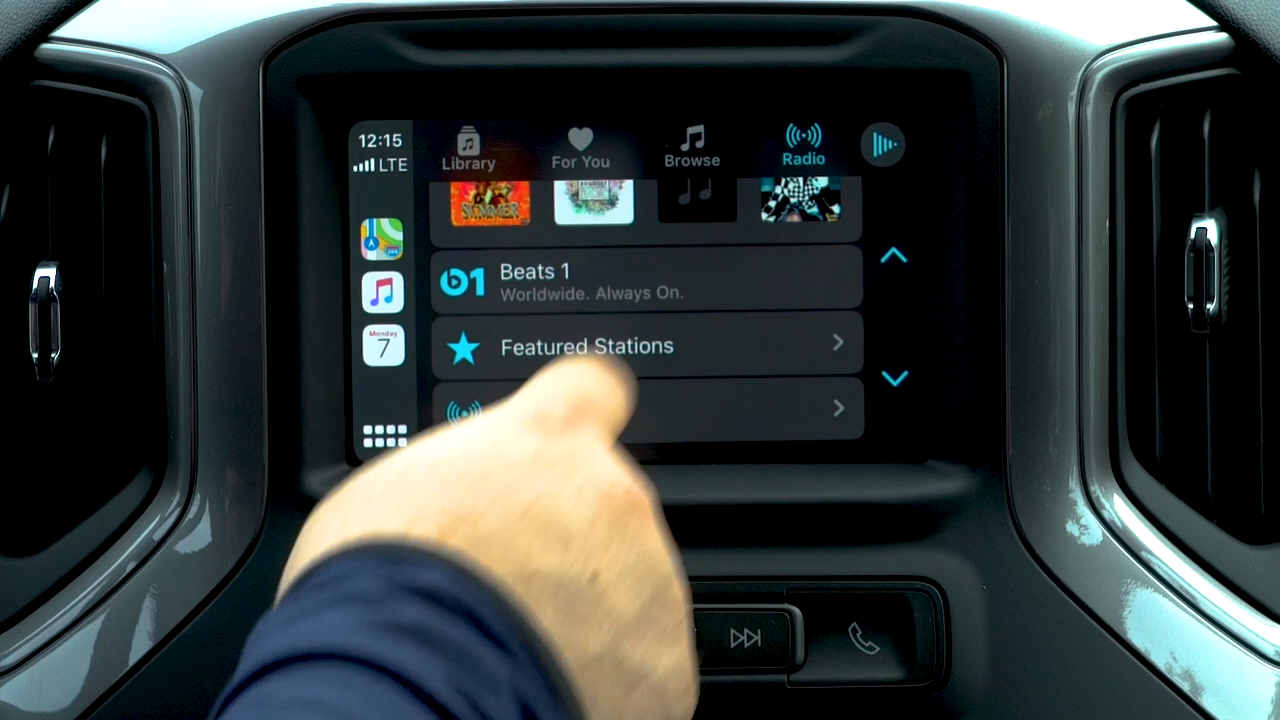 12:15
LTE
Library
For You
Browse
Radio
SUMMER
Beats 1
Worldwide. Always On.
Monday
7
Featured Stations